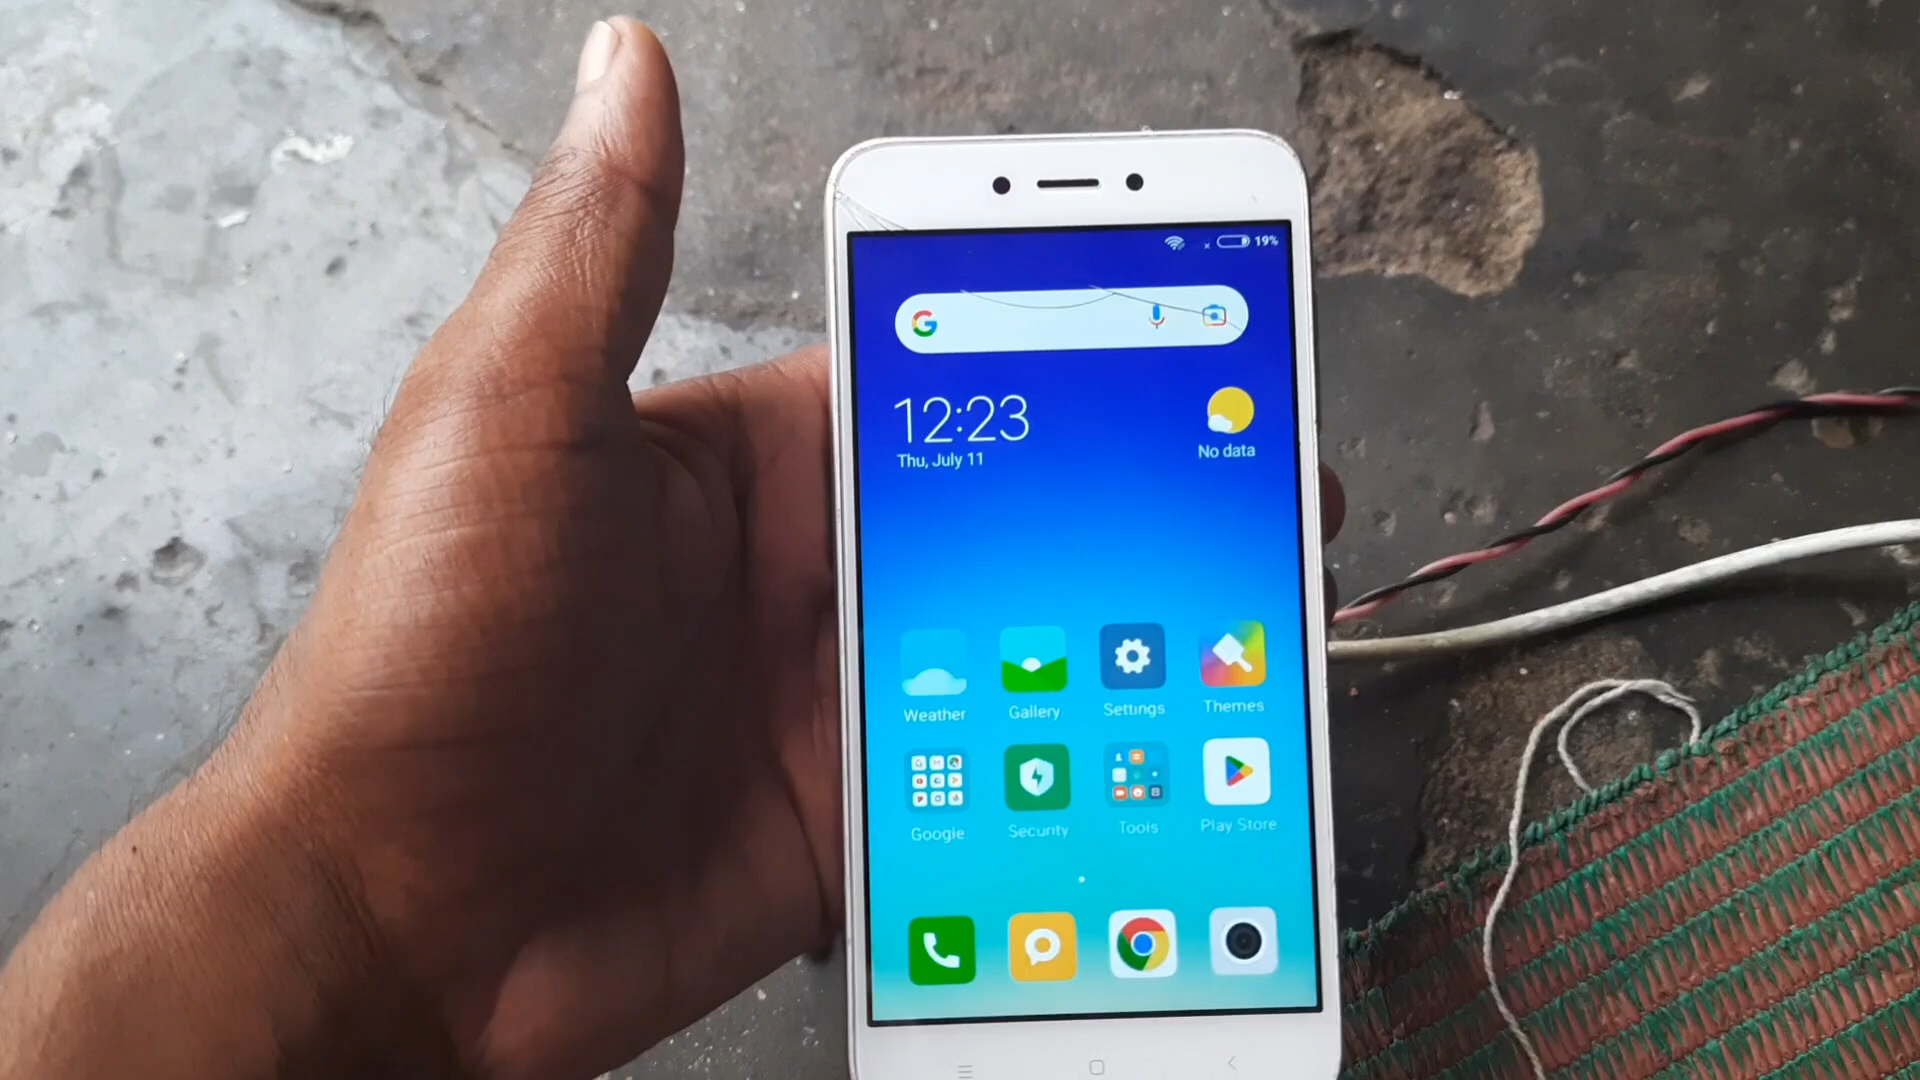 19%
12:23
Thu, July 11
No data
Weather
Gallery
Settings
Themes
Google
Security
Tools
Play Store